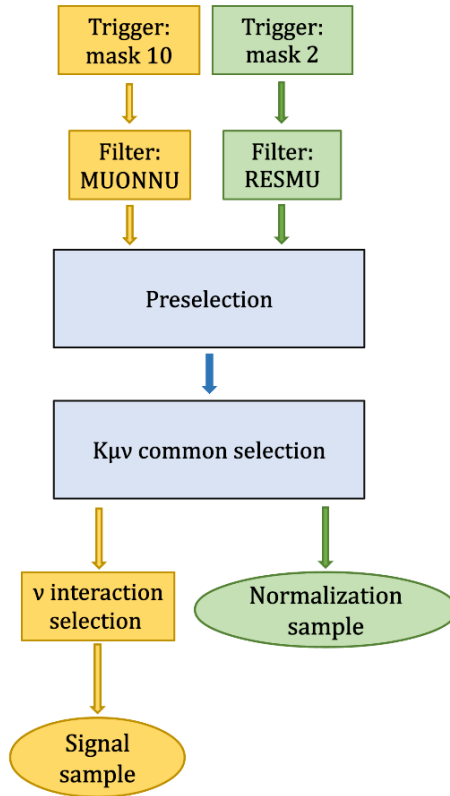 Trigger:
mask 10
Trigger:
mask 2
Filter:
MUONNU
Filter:
RESMU
Preselection
Kμν common selection
ν interaction
selection
Normalization
sample
Signal
sample